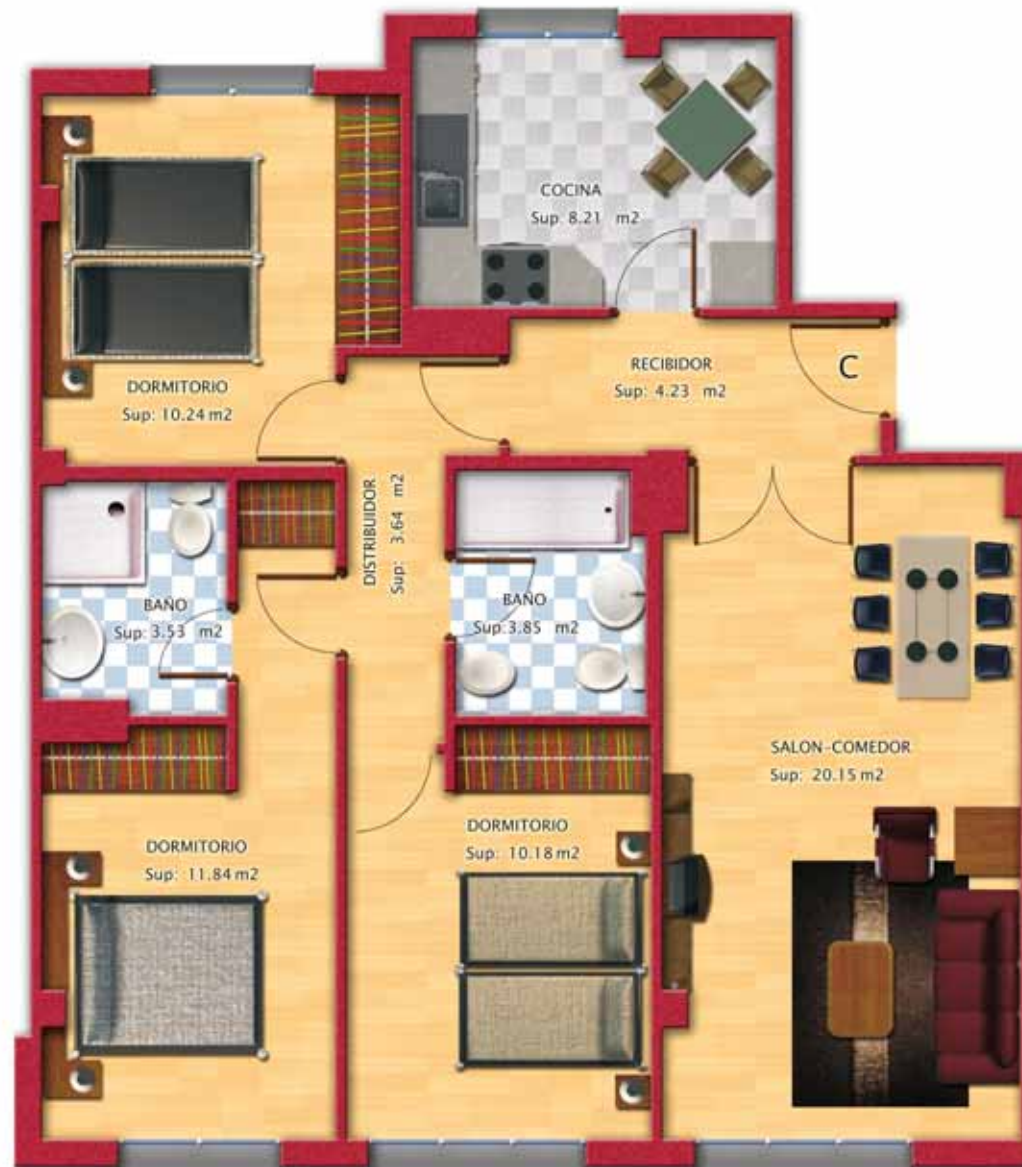 COCINA
Sup: 8.21 m2
DORMITORIO
Sup: 10.24 m2
RECIBIDOR
Sup: 4.23 m2
C
DISTRIBUIDOR
Sup: 3.64 m2
BAÑO
Sup: 3.53 m2
BAÑO
Sup: 3.85 m2
SALON-COMEDOR
Sup: 20.15 m2
DORMITORIO
Sup: 11.84 m2
DORMITORIO
Sup: 10.18 m2